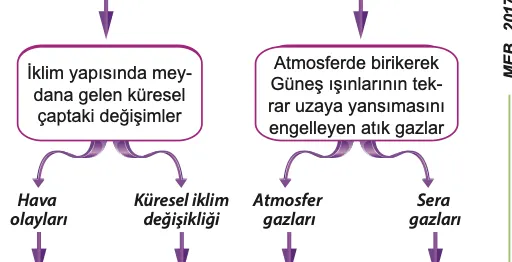 İklim yapısında mey-
dana gelen küresel
çaptaki değişimler
Atmosferde birikerek
Güneş ışınlarının tek-
rar uzaya yansımasını
engelleyen atık gazlar
Hava
olayları
Küresel iklim
değişikliği
Atmosfer
gazları
Sera
gazları
MEB 2017